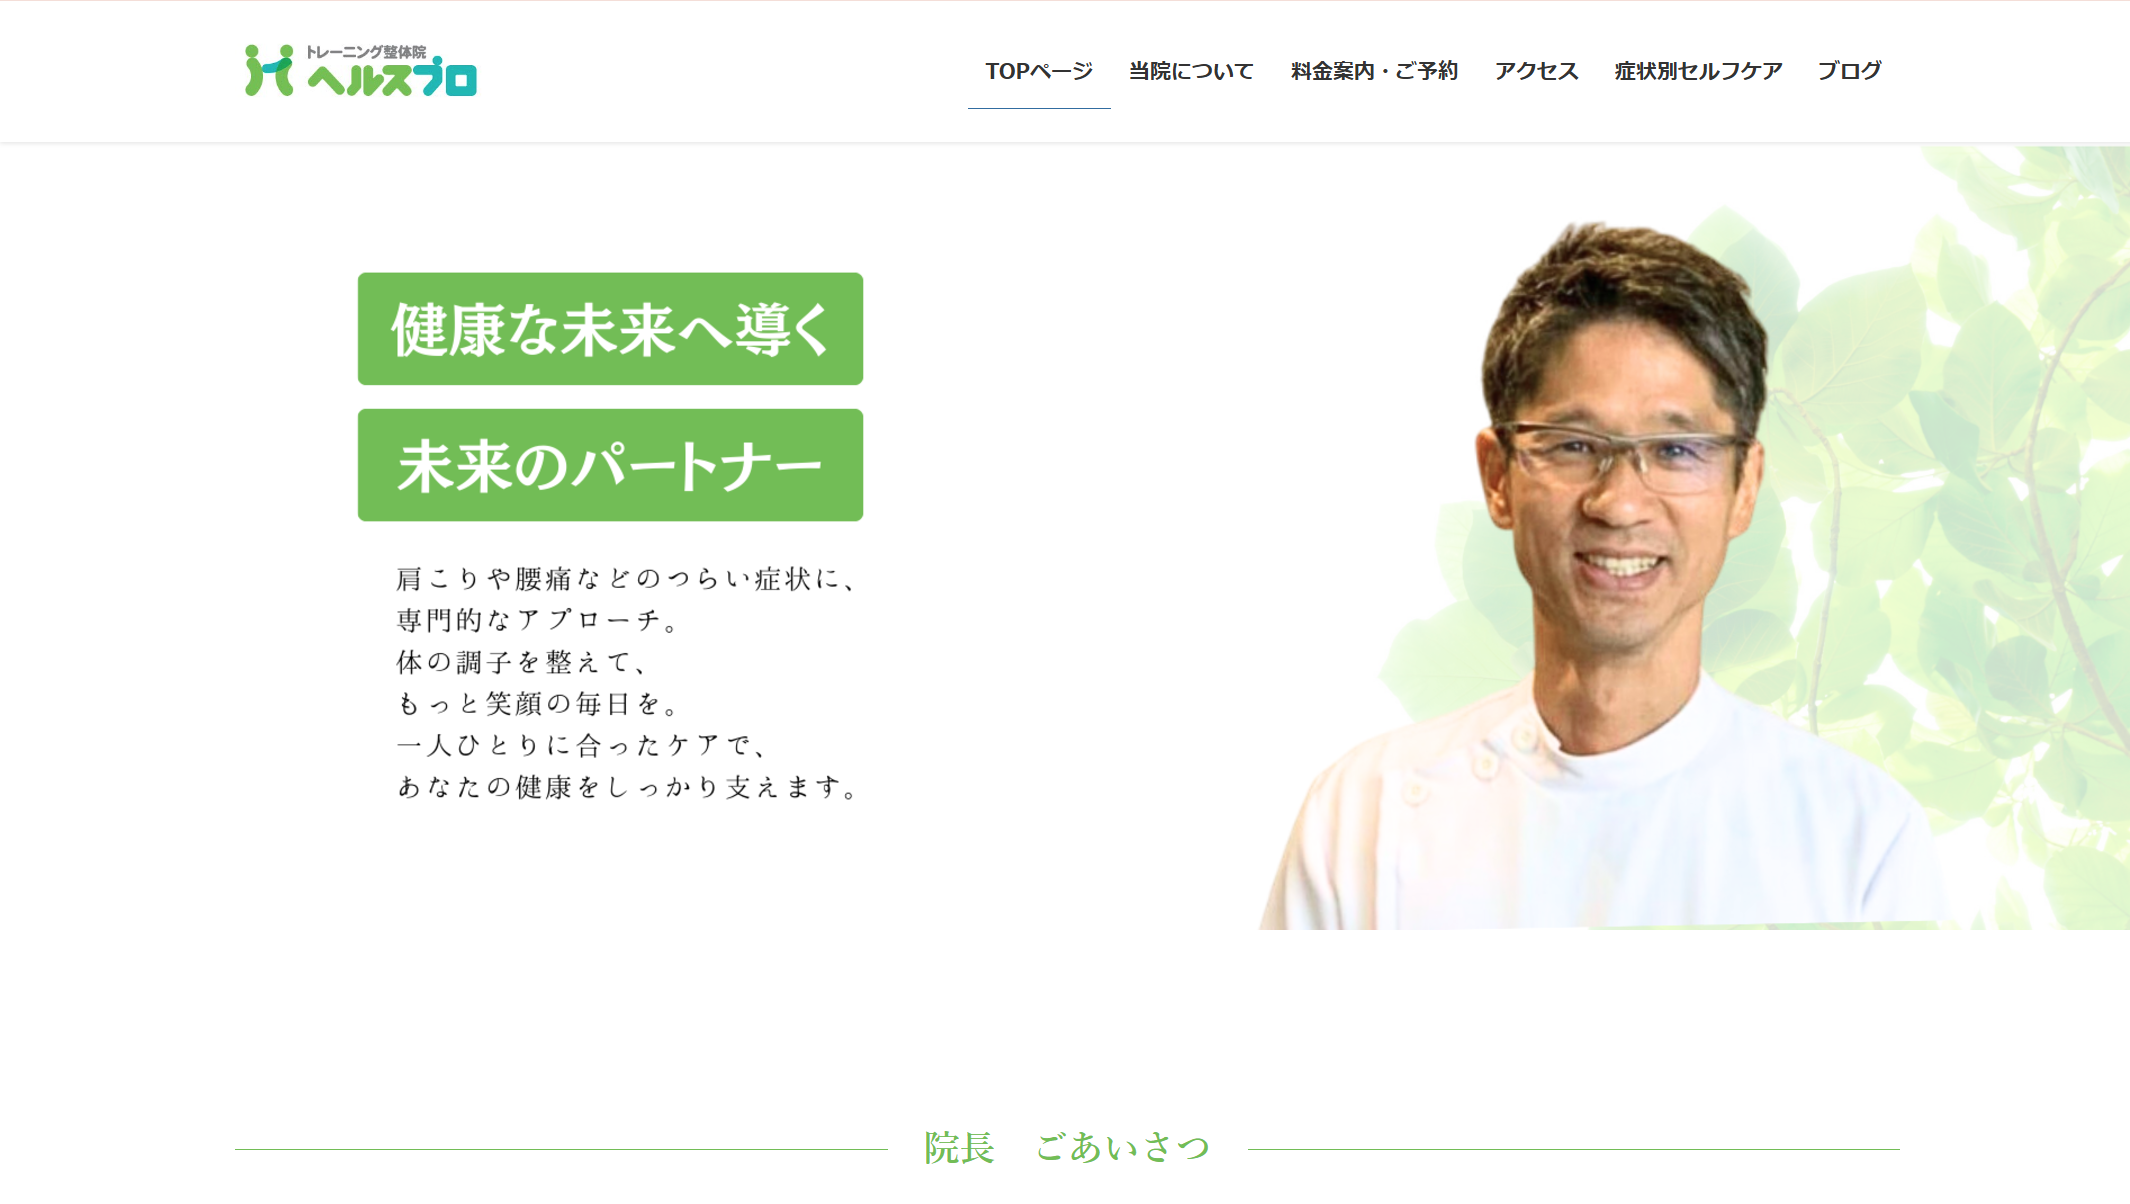 トレーニング整体院
ヘルスプロ
TOPページ 当院について 料金案内・ご予約 アクセス 症状別セルフケア ブログ
健康な未来へ導く
未来のパートナー
肩こりや腰痛などのつらい症状に、
専門的なアプローチ。
体の調子を整えて、
もっと笑顔の毎日を。
一人ひとりに合ったケアで、
あなたの健康をしっかり支えます。
院長　ごあいさつ